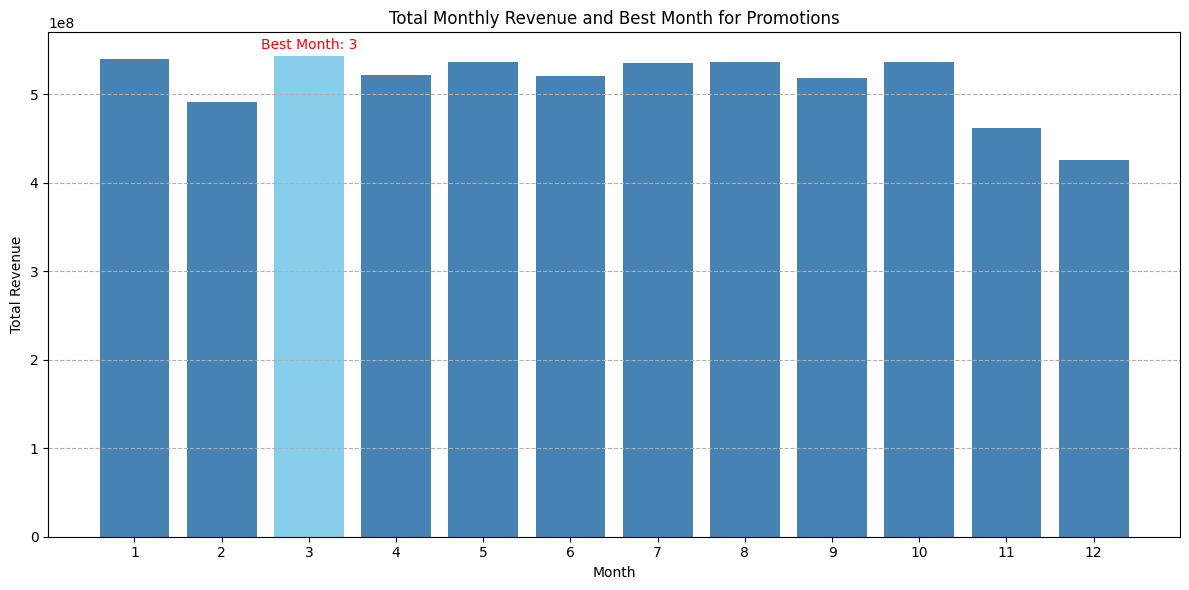 Total Monthly Revenue and Best Month for Promotions
1e8
Best Month: 3
5
4
3
2
1
0
Total Revenue
1 2 3 4 5 6 7 8 9 10 11 12
Month